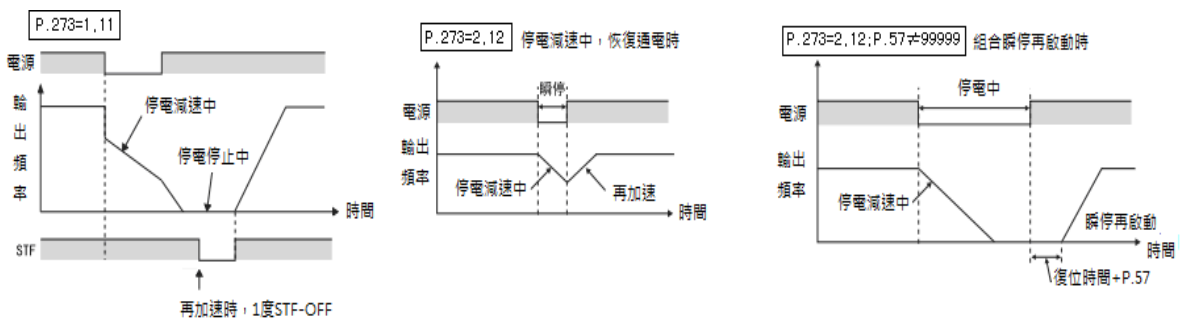 P.273=1,11
電源
輸出頻率
停電減速中
停電停止中
時間
STF
再加速時，1度STF-OFF
P.273=2,12 停電減速中，恢復通電時
瞬停
電源
輸出
頻率
停電減速中
再加速
時間
P.273=2,12;P.57≠99999 組合瞬停再啟動時
停電中
電源
輸出
頻率
停電減速中
瞬停再啟動
時間
復位時間+P.57